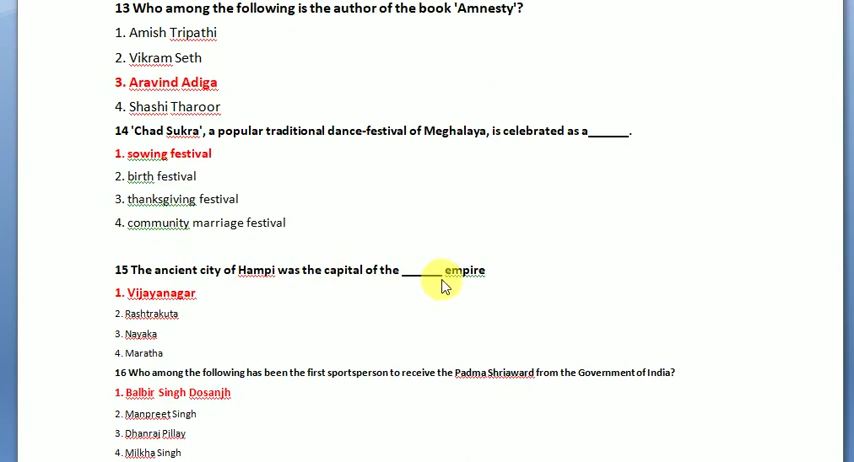 13 Who among the following is the author of the book 'Amnesty'?
1. Amish Tripathi
2. Vikram Seth
3. Aravind Adiga
4. Shashi Tharoor
14 'Chad Sukra', a popular traditional dance-festival of Meghalaya, is celebrated as a______.
1. sowing festival
2. birth festival
3. thanksgiving festival
4. community marriage festival
15 The ancient city of Hampi was the capital of the ______ empire
1. Vijayanagar
2. Rashtrakuta
3. Nayaka
4. Maratha
16 Who among the following has been the first sportsperson to receive the Padma Shriaward from the Government of India?
1. Balbir Singh Dosanjh
2. Manpreet Singh
3. Dhanraj Pillay
4. Milkha Singh